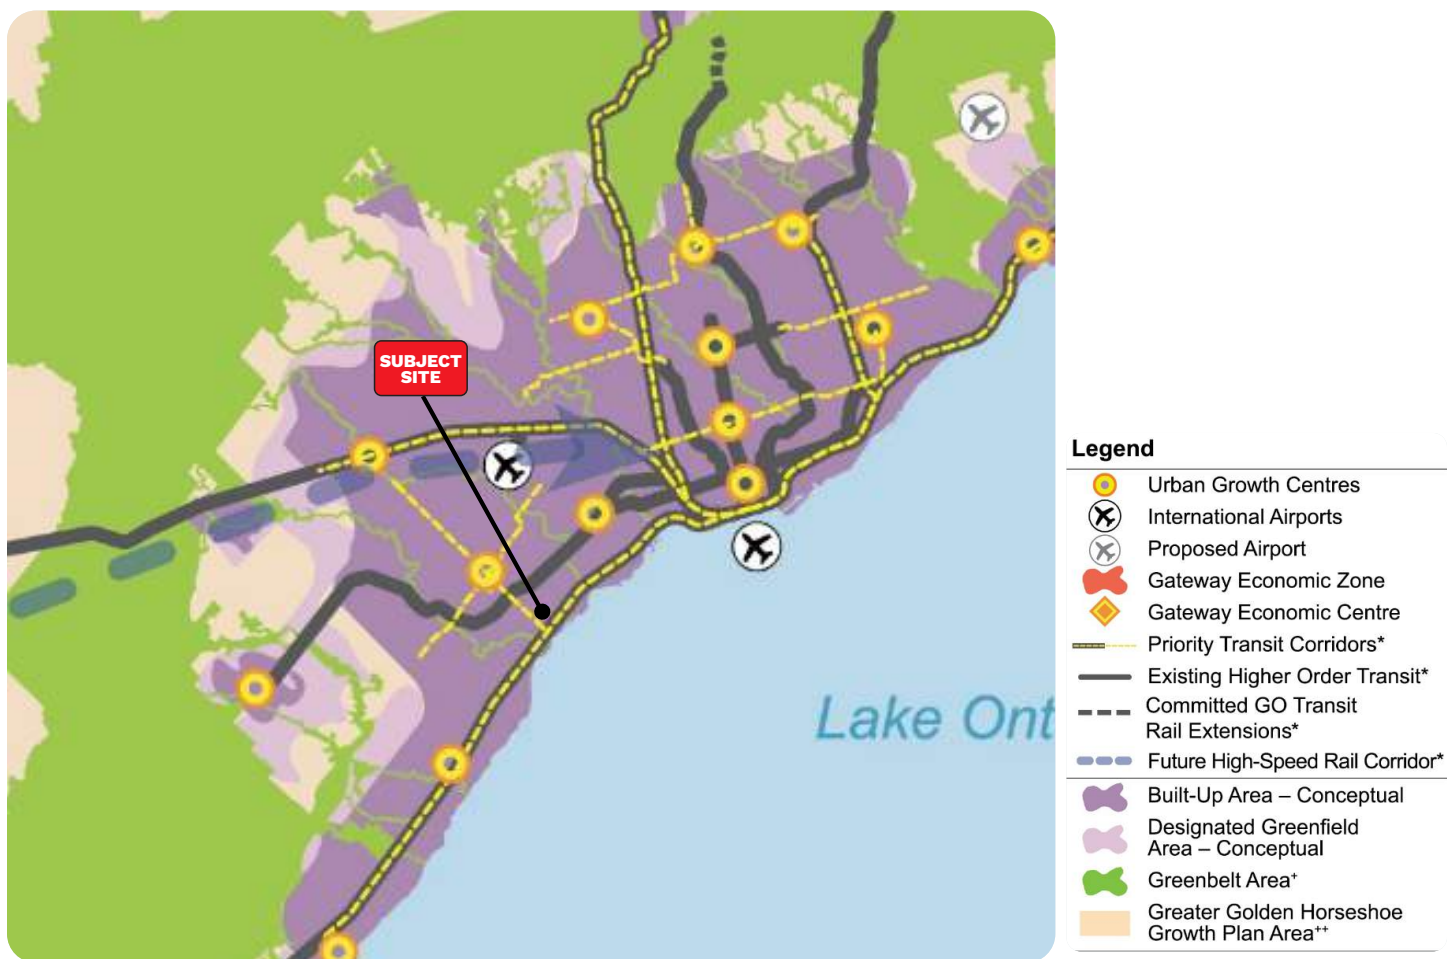 SUBJECT
SITE
Lake Ont
Legend
Urban Growth Centres
International Airports
Proposed Airport
Gateway Economic Zone
Gateway Economic Centre
Priority Transit Corridors*
Existing Higher Order Transit*
Committed GO Transit
Rail Extensions*
Future High-Speed Rail Corridor*
Built-Up Area – Conceptual
Designated Greenfield
Area – Conceptual
Greenbelt Area+
Greater Golden Horseshoe
Growth Plan Area++